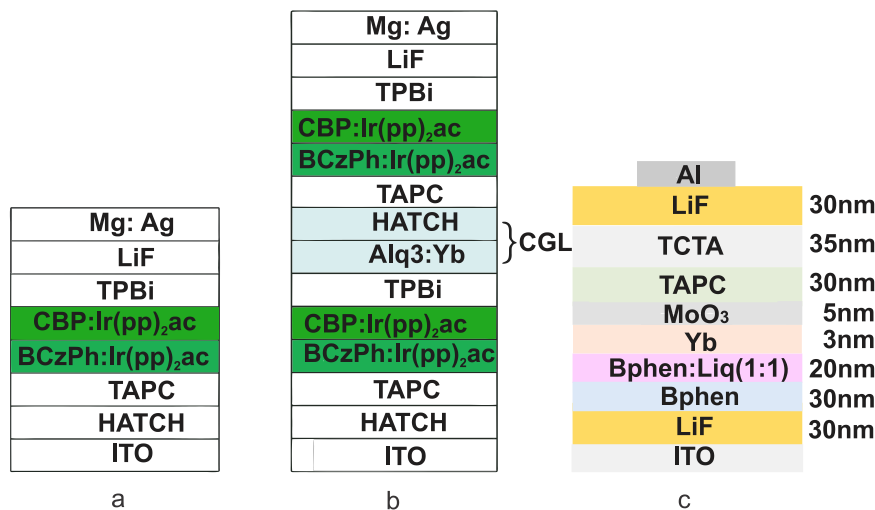 Mg: Ag
LiF
TPBi
CBP:Ir(pp)₂ac
BCzPh:Ir(pp)₂ac
TAPC
HATCH
ITO
a
Mg: Ag
LiF
TPBi
CBP:Ir(pp)₂ac
BCzPh:Ir(pp)₂ac
TAPC
HATCH
Alq3:Yb
CGL
TPBi
CBP:Ir(pp)₂ac
BCzPh:Ir(pp)₂ac
TAPC
HATCH
ITO
b
Al
LiF 30nm
TCTA 35nm
TAPC 30nm
MoO₃ 5nm
Yb 3nm
Bphen:Liq(1:1) 20nm
Bphen 30nm
LiF 30nm
ITO
c